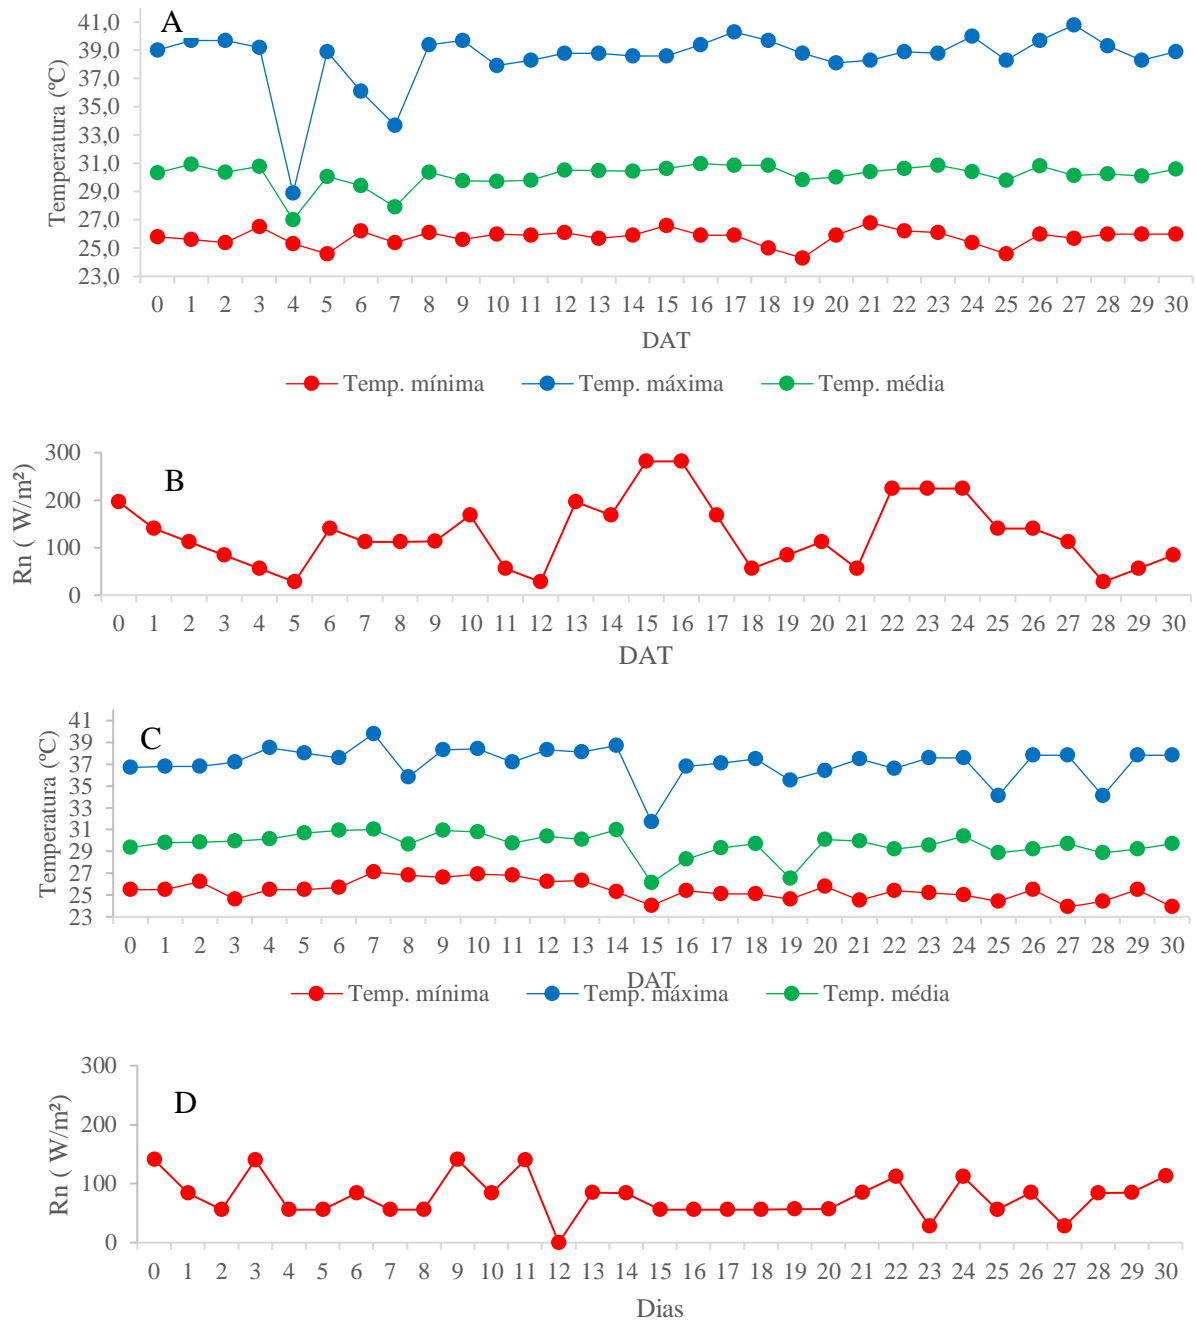 A
41,0
39,0
37,0
35,0
33,0
31,0
29,0
27,0
25,0
23,0
Temperatura (ºC)
0 1 2 3 4 5 6 7 8 9 10 11 12 13 14 15 16 17 18 19 20 21 22 23 24 25 26 27 28 29 30
DAT
Temp. mínima Temp. máxima Temp. média
B
300
200
100
0
Rn ( W/m²)
0 1 2 3 4 5 6 7 8 9 10 11 12 13 14 15 16 17 18 19 20 21 22 23 24 25 26 27 28 29 30
DAT
C
41
39
37
35
33
31
29
27
25
23
Temperatura (ºC)
0 1 2 3 4 5 6 7 8 9 10 11 12 13 14 15 16 17 18 19 20 21 22 23 24 25 26 27 28 29 30
DAT
Temp. mínima Temp. máxima Temp. média
D
300
200
100
0
Rn ( W/m²)
0 1 2 3 4 5 6 7 8 9 10 11 12 13 14 15 16 17 18 19 20 21 22 23 24 25 26 27 28 29 30
Dias